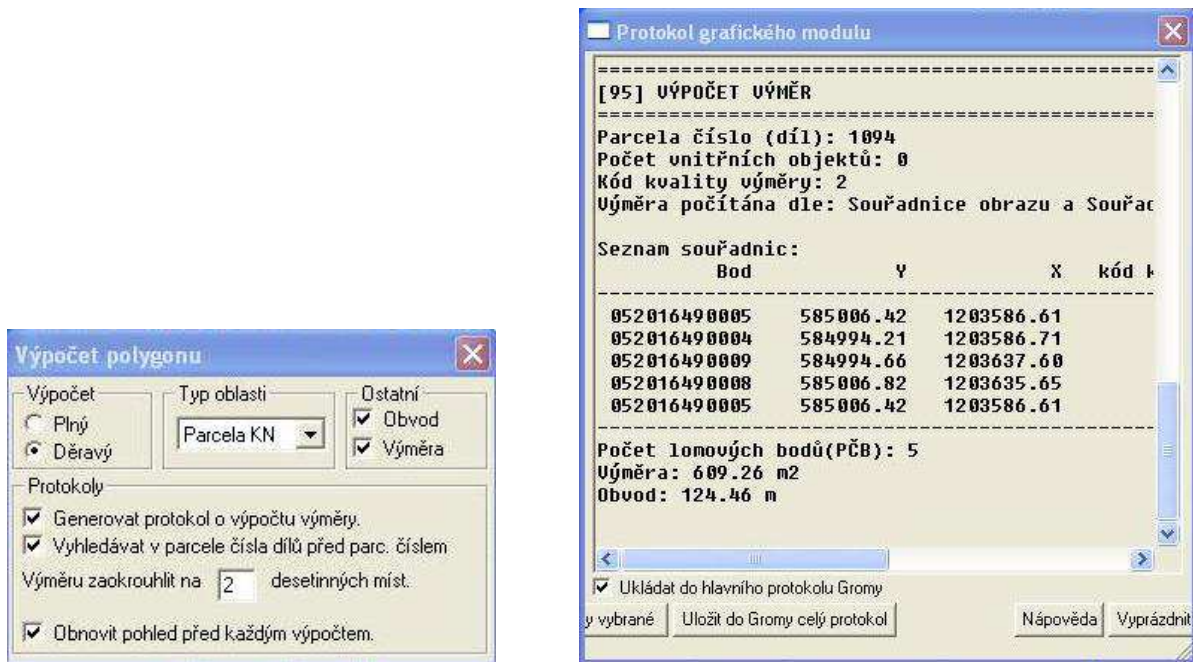 Výpočet polygonu
Výpočet
Plný
Děravý
Typ oblasti
Parcela KN
Ostatní
Obvod
Výměra
Protokoly
Generovat protokol o výpočtu výměry.
Vyhledávat v parcele čísla dílů před parc. číslem
Výměru zaokrouhlit na 2 desetinných míst.
Obnovit pohled před každým výpočtem.
Protokol grafického modulu
[95] VÝPOČET VÝMĚR
Parcela číslo (díl): 1094
Počet vnitřních objektů: 0
Kód kvality výměry: 2
Výměra počítána dle: Souřadnice obrazu a Souřad
Seznam souřadnic:
Bod Y X kód k
052016490005 585006.42 1203586.61
052016490004 584994.21 1203586.71
052016490009 584994.66 1203637.60
052016490008 585006.82 1203635.65
052016490005 585006.42 1203586.61
Počet lomových bodů(PČB): 5
Výměra: 609.26 m2
Obvod: 124.46 m
Ukládat do hlavního protokolu Gromy
y vybrané Uložit do Gromy celý protokol Nápověda Vyprázdnit